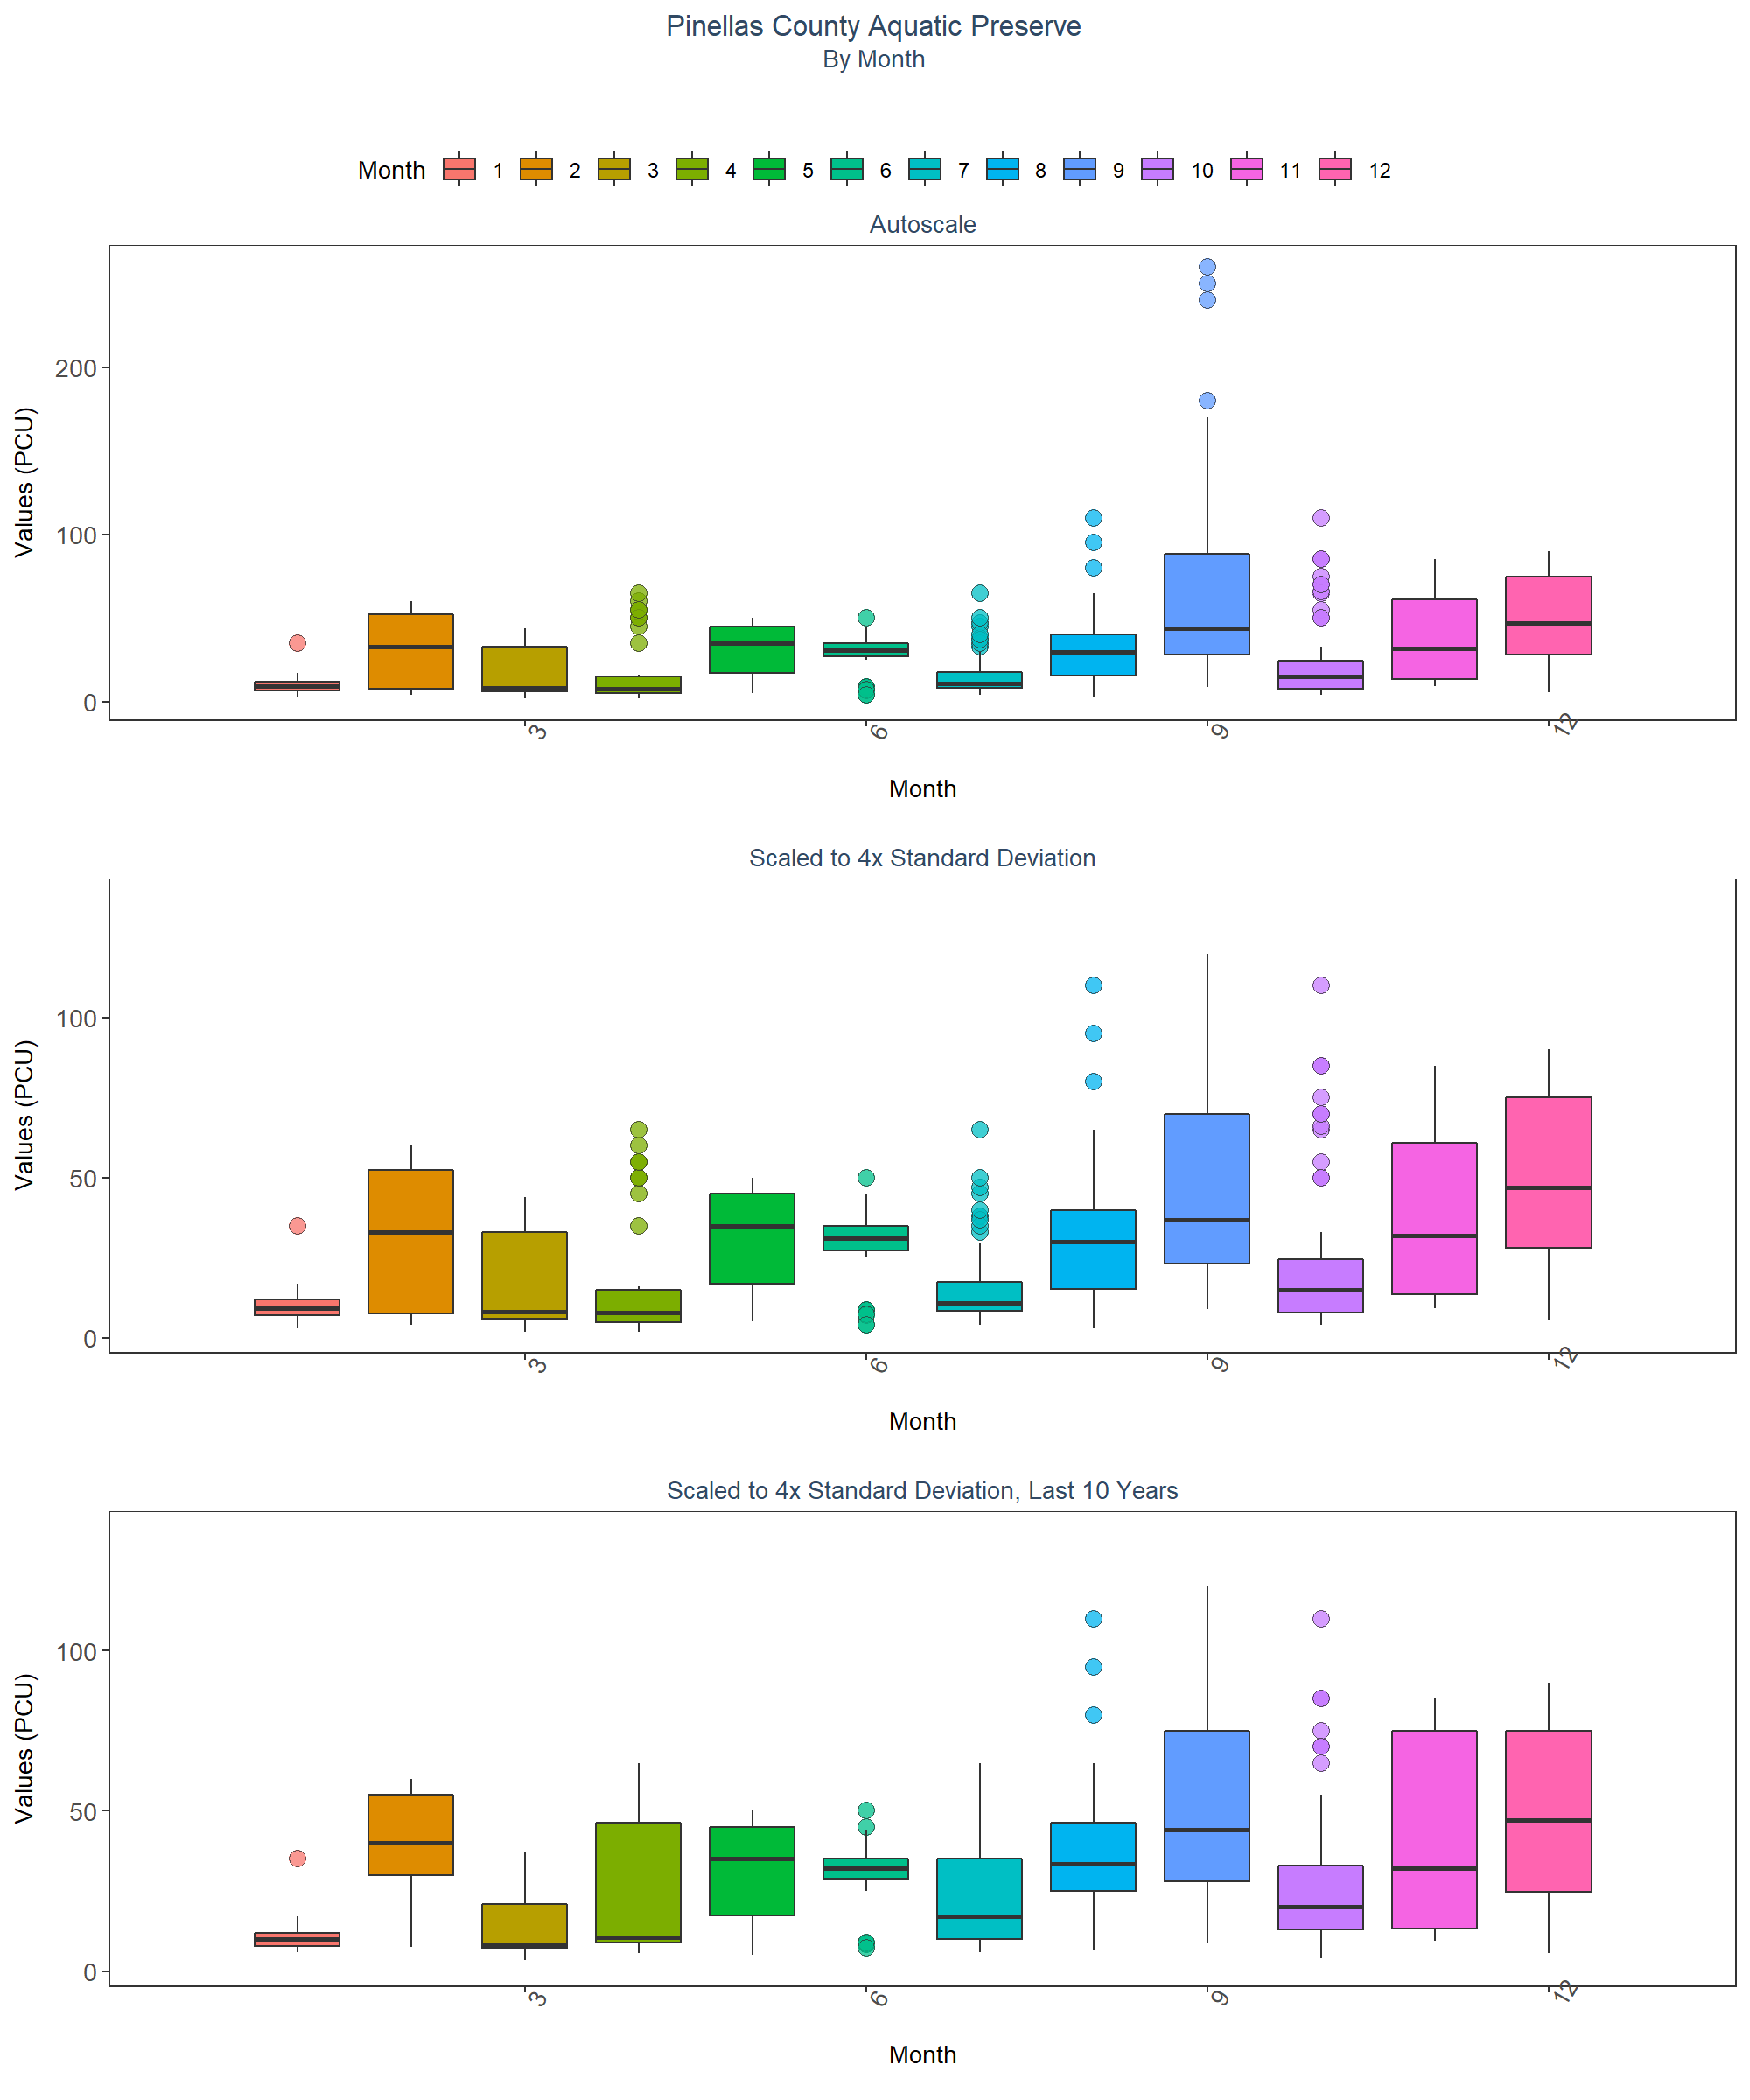 Pinellas County Aquatic Preserve
By Month
Month 1 2 3 4 5 6 7 8 9 10 11 12
Autoscale
Values (PCU)
200
100
0
3 6 9 12
Month
Scaled to 4x Standard Deviation
Values (PCU)
100
50
0
3 6 9 12
Month
Scaled to 4x Standard Deviation, Last 10 Years
Values (PCU)
100
50
0
3 6 9 12
Month